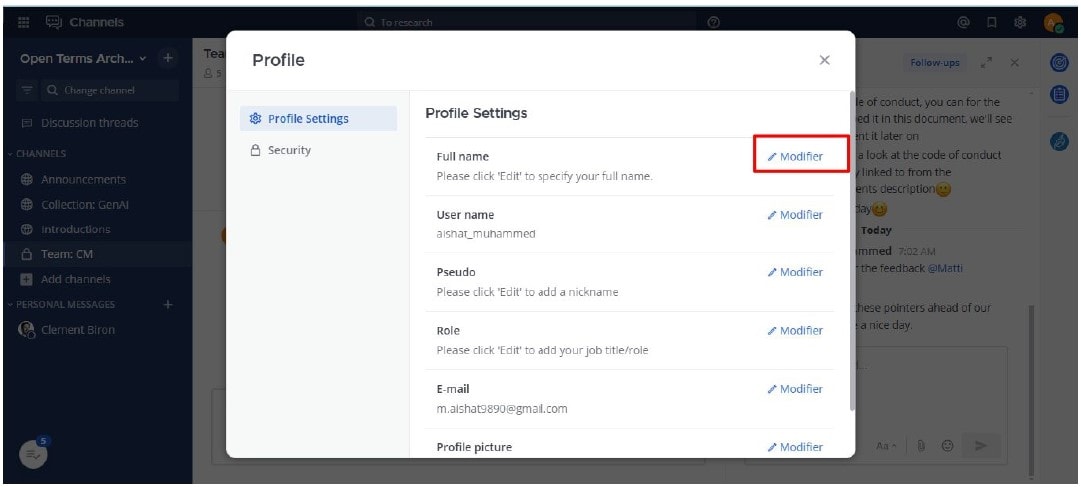 Channels
To research
Open Terms Arch...
Change channel
Discussion threads
CHANNELS
Announcements
Collection: GenAI
Introductions
Team: CM
Add channels
PERSONAL MESSAGES
Clement Biron
5
Tea
5
Profile
Profile Settings
Security
Profile Settings
Full name
Modifier
Please click 'Edit' to specify your full name.
User name
Modifier
aishat_muhammed
Pseudo
Modifier
Please click 'Edit' to add a nickname
Role
Modifier
Please click 'Edit' to add your job title/role
E-mail
Modifier
m.aishat9890@gmail.com
Profile picture
Modifier
Follow-ups
de of conduct, you can for the
ed it in this document, we'll see
ent it later on
a look at the code of conduct
y linked to from the
ents description
day
Today
ammed 7:02 AM
r the feedback @Matti
these pointers ahead of our
e a nice day.
Aa